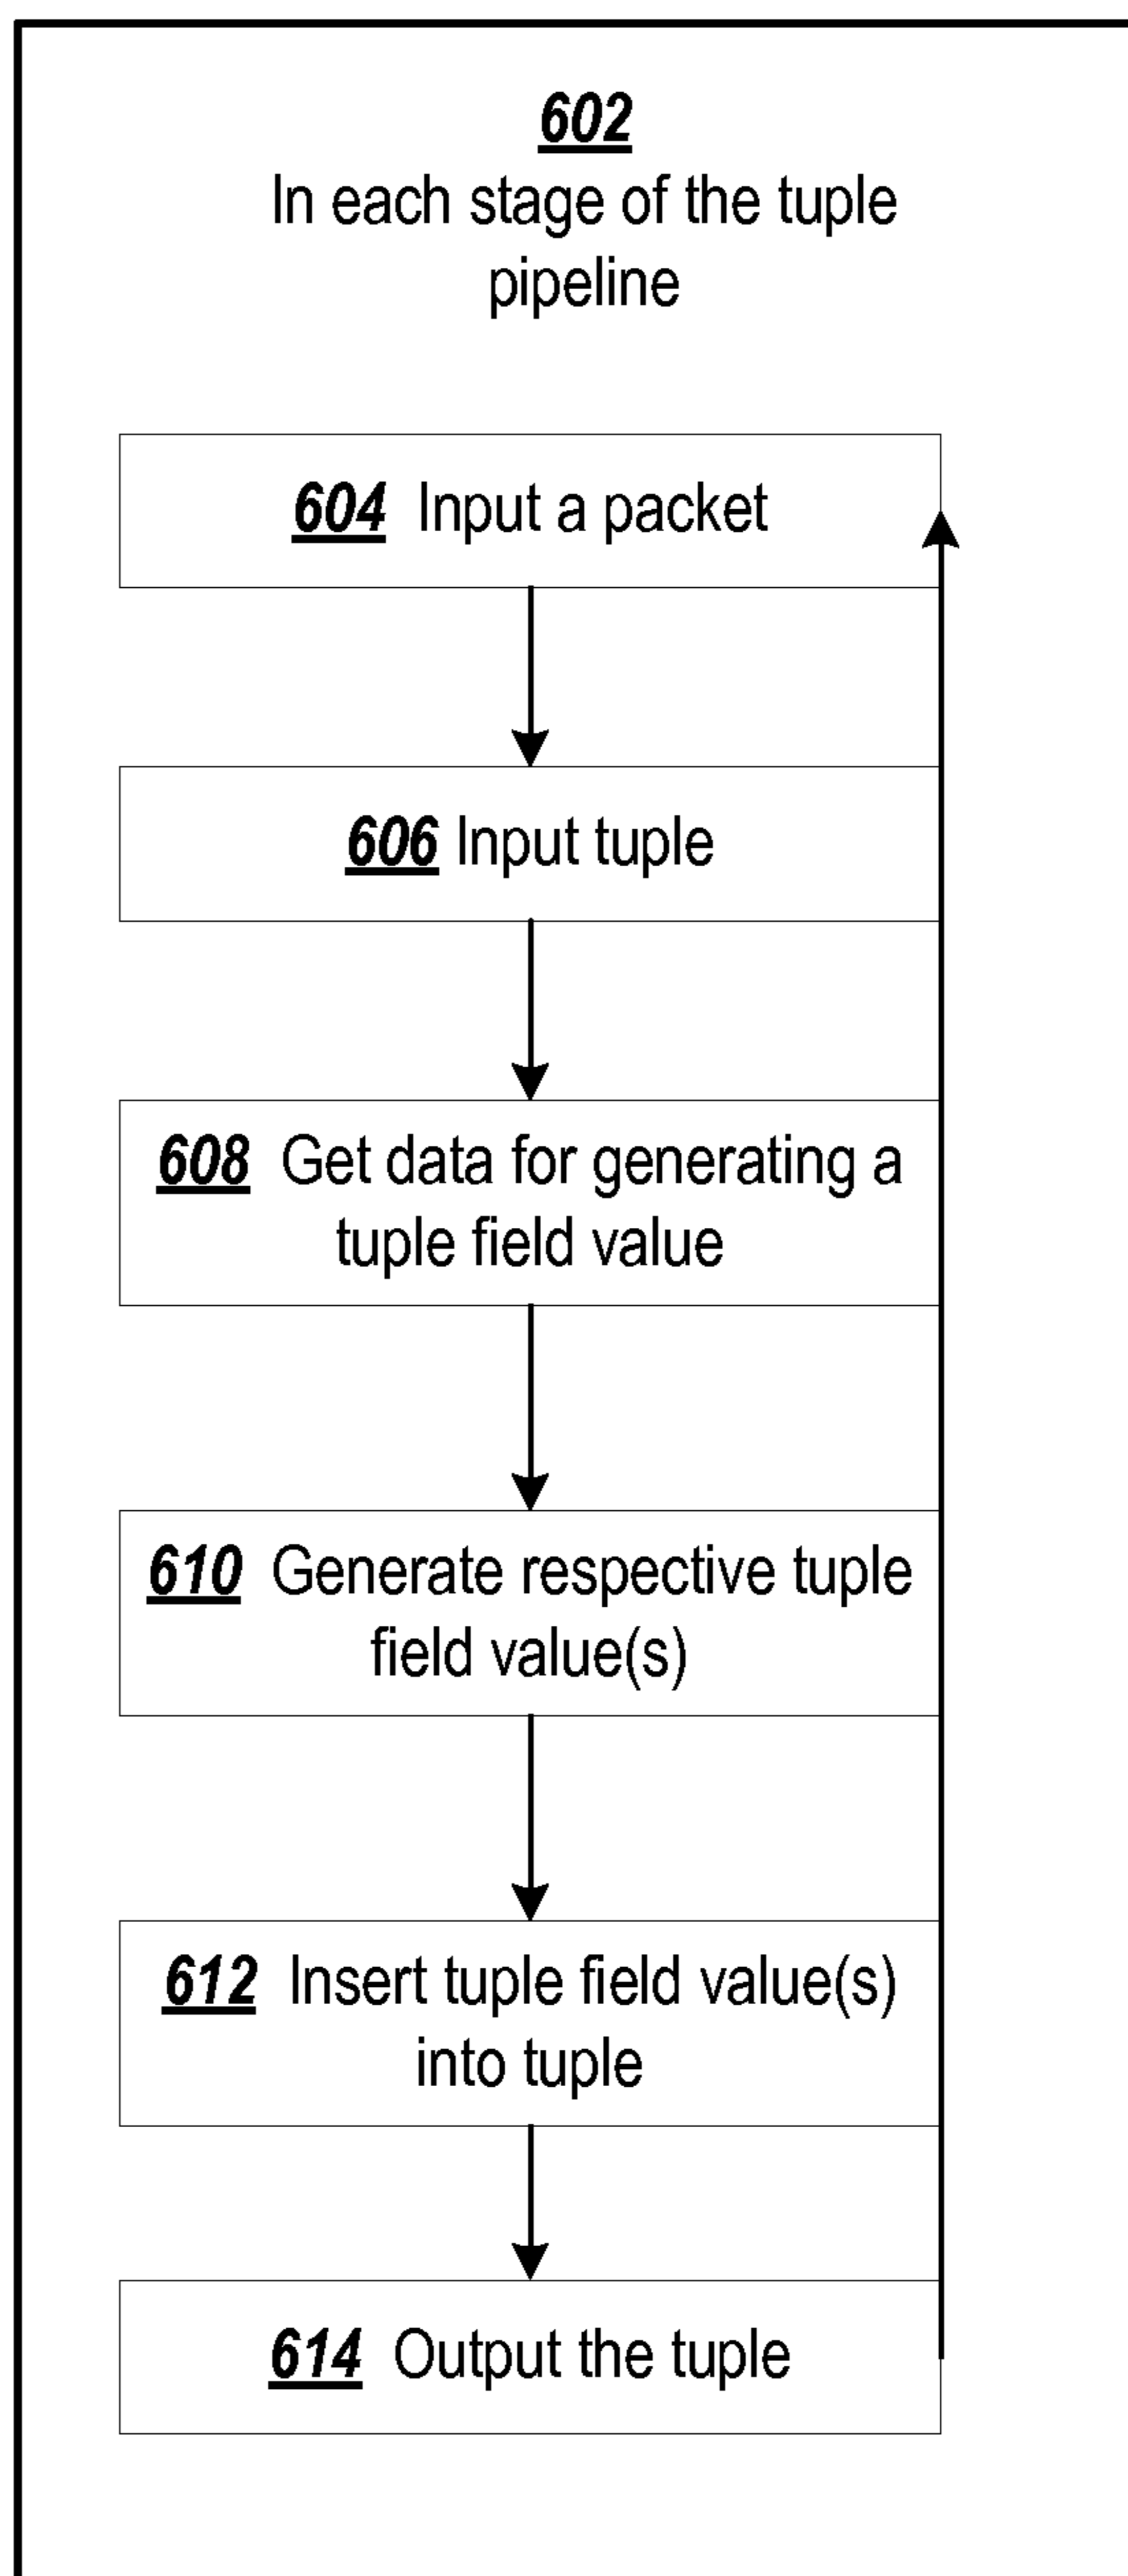 602
In each stage of the tuple
pipeline
604 Input a packet
606 Input tuple
608 Get data for generating a
tuple field value
610 Generate respective tuple
field value(s)
612 Insert tuple field value(s)
into tuple
614 Output the tuple